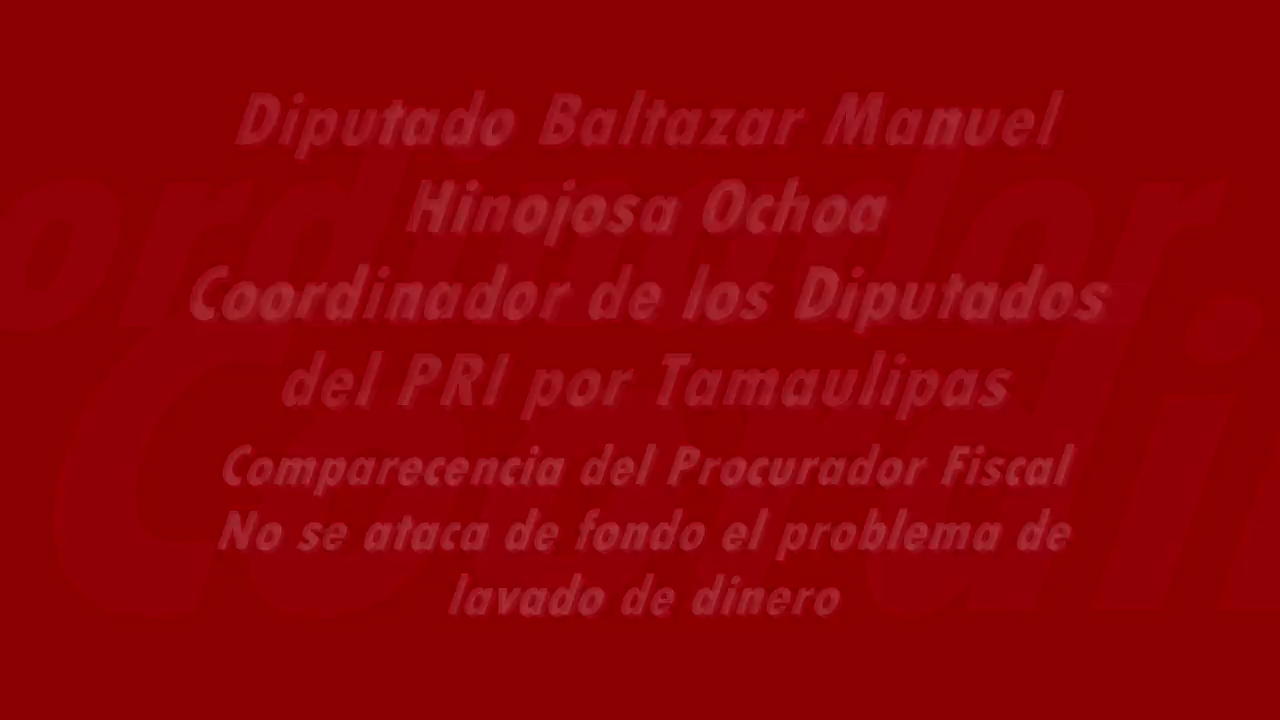 Diputado Baltazar Manuel
Hinojosa Ochoa
Coordinador de los Diputados
del PRI por Tamaulipas
Comparecencia del Procurador Fiscal
No se ataca de fondo el problema de
lavado de dinero